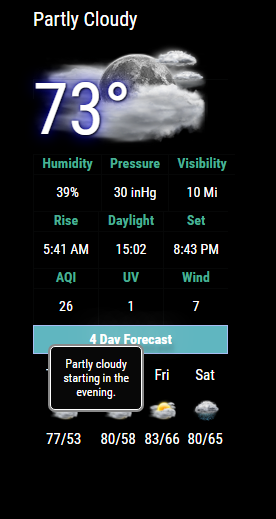 Partly Cloudy
73°
Humidity Pressure Visibility
39% 30 inHg 10 Mi
Rise Daylight Set
5:41 AM 15:02 8:43 PM
AQI UV Wind
26 1 7
4 Day Forecast
Fri Sat
Partly cloudy
starting in the
evening.
77/53 80/58 83/66 80/65